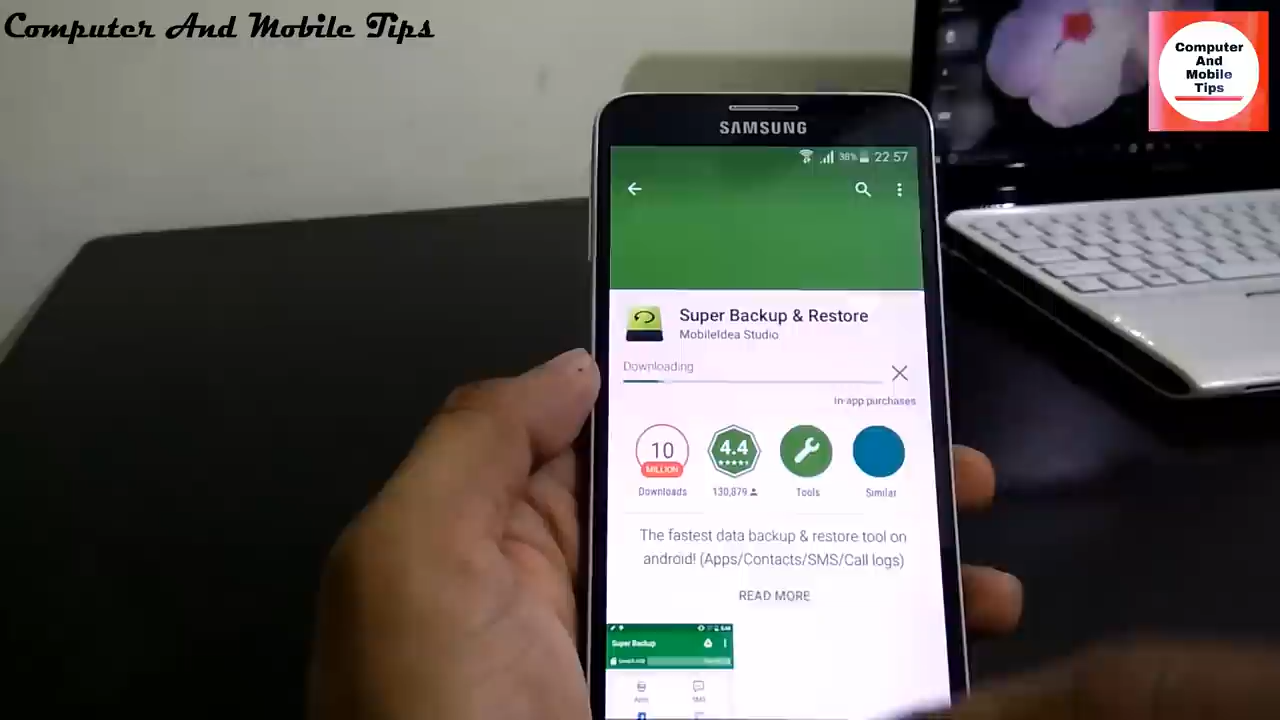 Computer And Mobile Tips
Computer
And
Mobile
Tips
SAMSUNG
38% 22:57
Super Backup & Restore
MobileIdea Studio
Downloading
In-app purchases
10
MILLION
Downloads
4.4
130,879
Tools
Similar
The fastest data backup & restore tool on
android! (Apps/Contacts/SMS/Call logs)
READ MORE
Super Backup
Apps
SMS